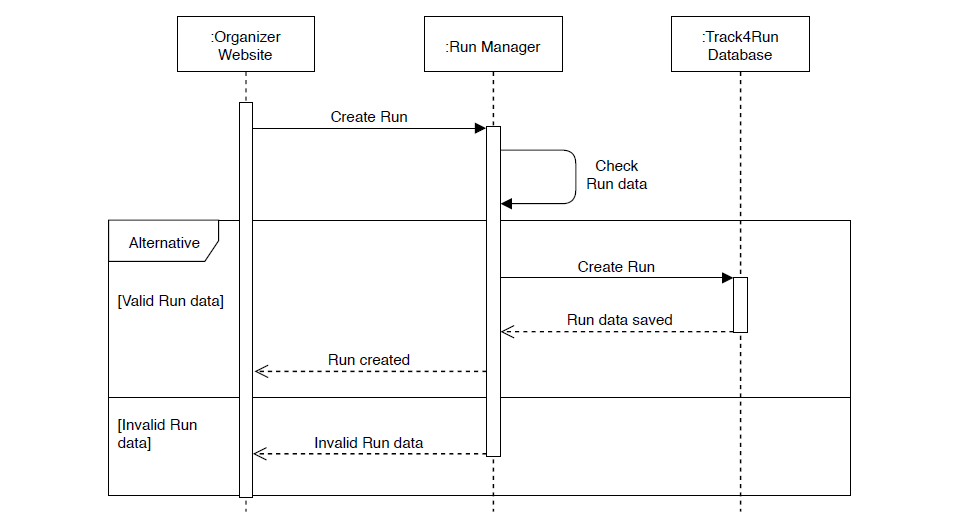 :Organizer
Website
:Run Manager
:Track4Run
Database
Create Run
Check
Run data
Alternative
Create Run
[Valid Run data]
Run data saved
Run created
[Invalid Run
data]
Invalid Run data